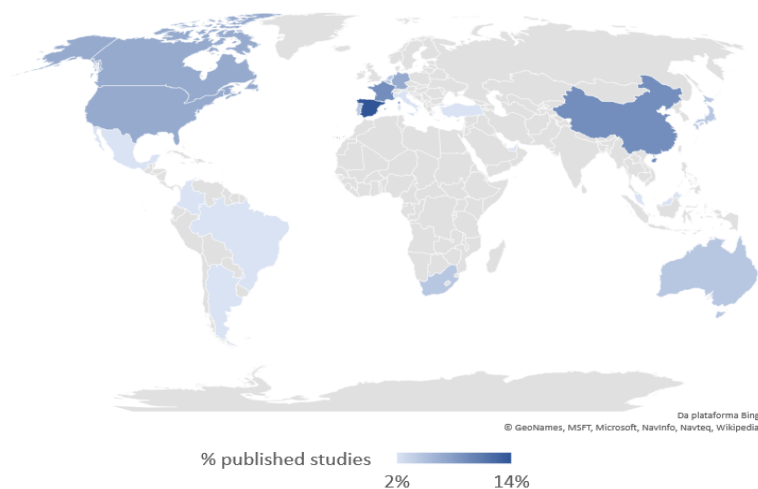 Da plataforma Bing
© GeoNames, MSFT, Microsoft, NavInfo, Navteq, Wikipedia
% published studies
2%
14%